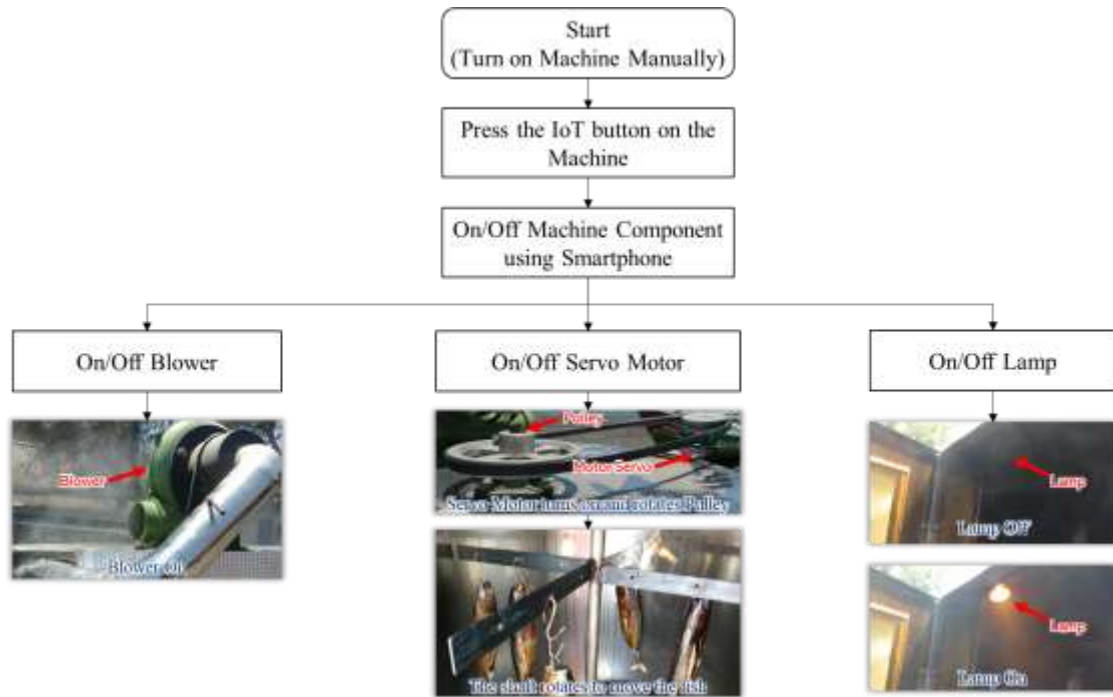 Start
(Turn on Machine Manually)
Press the IoT button on the
Machine
On/Off Machine Component
using Smartphone
On/Off Blower
On/Off Servo Motor
On/Off Lamp
Blower
Blower On
Pulley
Motor Servo
Servo Motor turns on and rotates Pulley
The shaft rotates to move the fish
Lamp
Lamp Off
Lamp
Lamp On